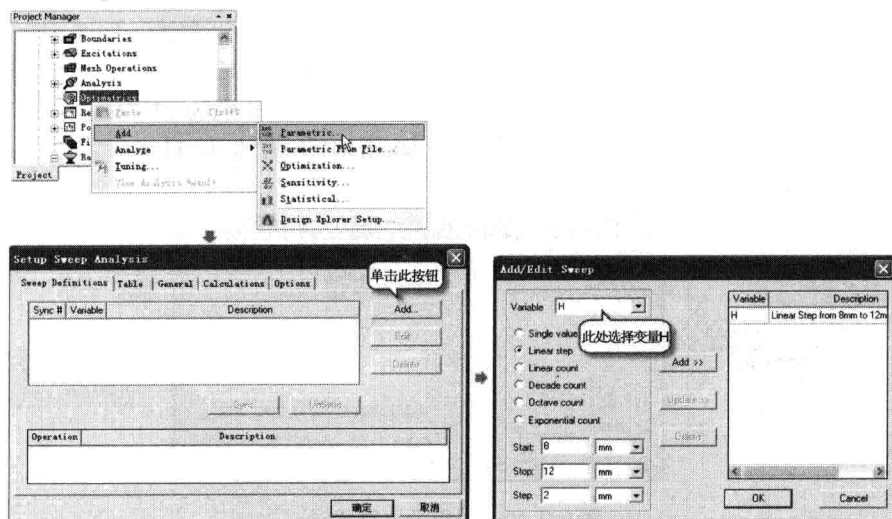 Project Manager
Boundaries
Excitations
Mesh Operations
Analysis
Optimetrics
Re
Po
Fi
Ra
Project
Paste Ctrl+V
Add
Analyze
Tuning...
Parametric...
Parametric From File...
Optimization...
Sensitivity...
Statistical...
Design Xplorer Setup...
Setup Sweep Analysis
Sweep Definitions Table General Calculations Options
单击此按钮
Sync # Variable Description
Add...
Edit...
Delete
Sync
Operation Description
确定 取消
Add/Edit Sweep
Variable H
此处选择变量H
Single value
Linear step
Linear count
Decade count
Octave count
Exponential count
Start: 8 mm
Stop: 12 mm
Step: 2 mm
Add >>
Update >>
Delete
Variable Description
H Linear Step from 8mm to 12m
OK Cancel